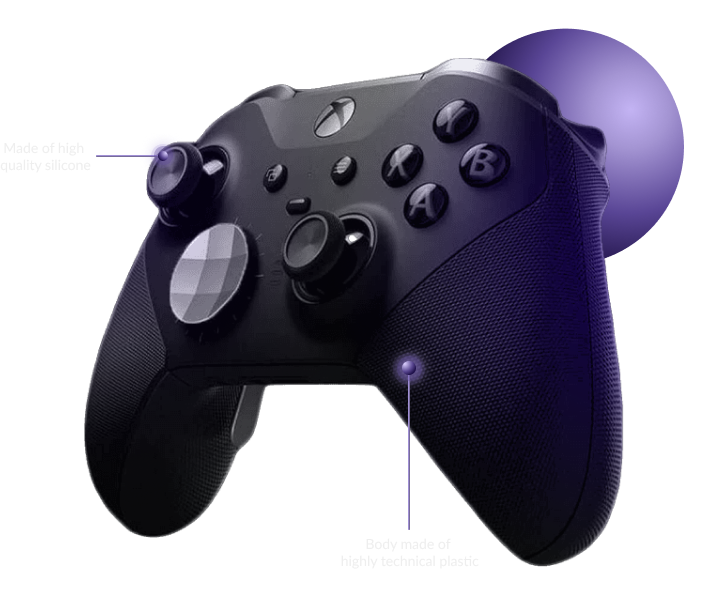 Made of high
quality silicone
Y
X
B
A
Body made of
highly technical plastic